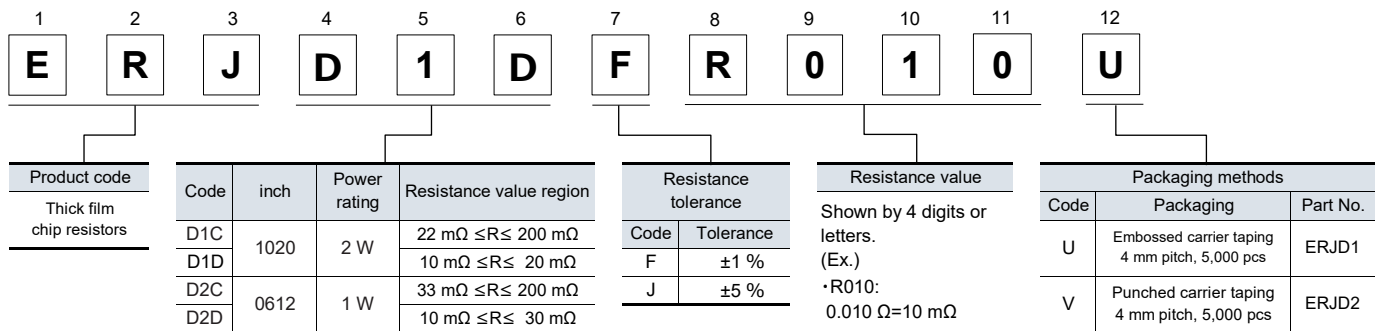 1 2 3 4 5 6 7 8 9 10 11 12
E R J D 1 D F R 0 1 0 U
Product code
Thick film
chip resistors
Code inch Power rating Resistance value region
D1C 1020 2 W 22 mΩ ≤R≤ 200 mΩ
D1D 10 mΩ ≤R≤ 20 mΩ
D2C 0612 1 W 33 mΩ ≤R≤ 200 mΩ
D2D 10 mΩ ≤R≤ 30 mΩ
Resistance
tolerance
Code Tolerance
F ±1 %
J ±5 %
Resistance value
Shown by 4 digits or
letters.
(Ex.)
・R010:
0.010 Ω=10 mΩ
Packaging methods
Code Packaging Part No.
U Embossed carrier taping
4 mm pitch, 5,000 pcs ERJD1
V Punched carrier taping
4 mm pitch, 5,000 pcs ERJD2